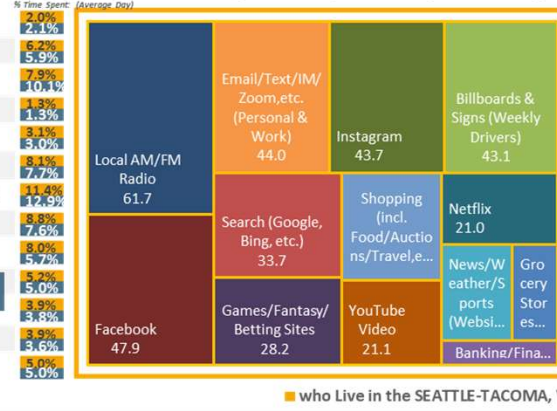 % Time Spent: (Average Day)
2.0%
2.1%
6.2%
5.9%
7.9%
10.1%
1.3%
1.3%
3.1%
3.0%
8.1%
7.7%
11.4%
12.9%
8.8%
7.6%
8.0%
5.7%
5.2%
5.0%
3.9%
3.8%
3.9%
3.6%
5.0%
5.0%
Local AM/FM
Radio
61.7
Facebook
47.9
Email/Text/IM/
Zoom,etc.
(Personal &
Work)
44.0
Instagram
43.7
Billboards &
Signs (Weekly
Drivers)
43.1
Search (Google,
Bing, etc.)
33.7
Shopping
(incl.
Food/Auctio
ns/Travel,e...
Netflix
21.0
Games/Fantasy/
Betting Sites
28.2
YouTube
Video
21.1
News/W
eather/S
ports
(Websi...
Gro
cery
Stor
es...
Banking/Fina...
who Live in the SEATTLE-TACOMA,